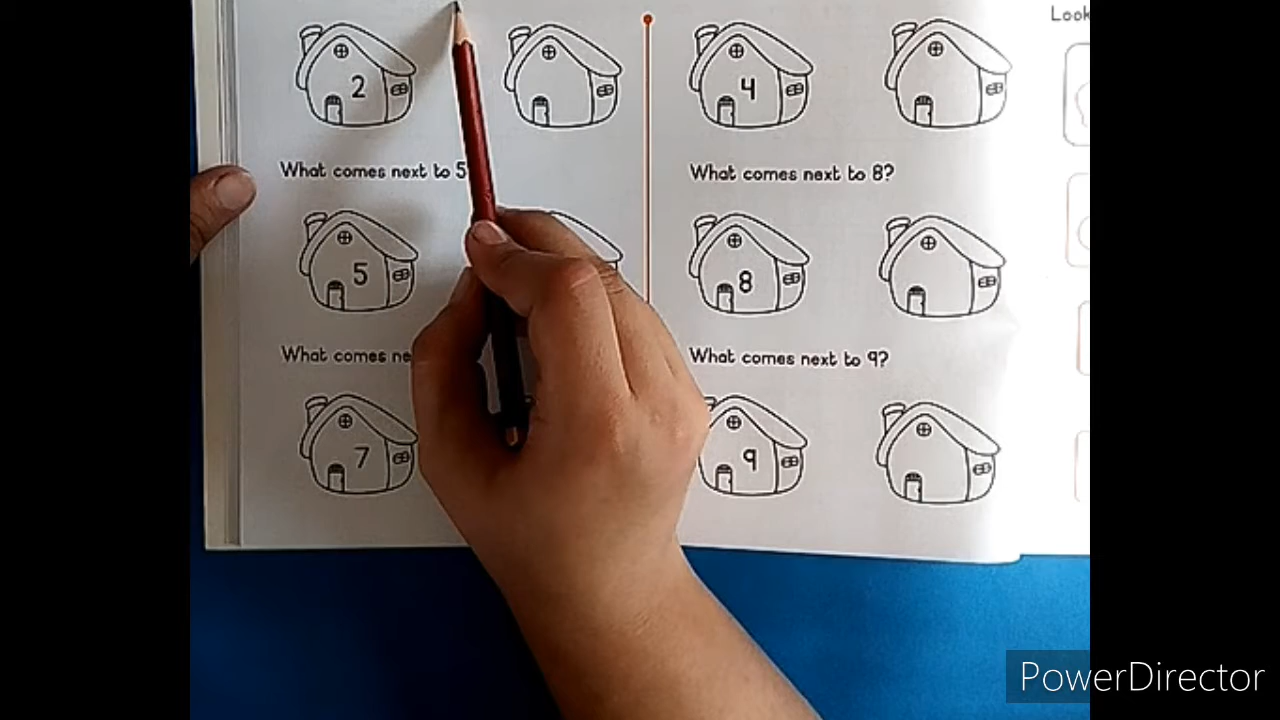 2
4
Look
What comes next to 5
What comes next to 8?
5
8
What comes
What comes next to 9?
7
9
PowerDirector